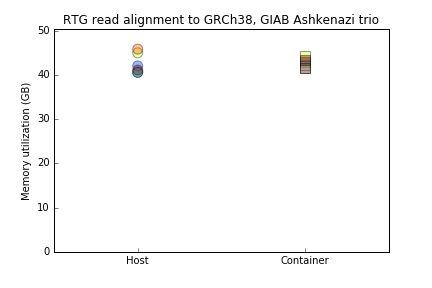 RTG read alignment to GRCh38, GIAB Ashkenazi trio
Memory utilization (GB)
50
40
30
20
10
0
Host Container